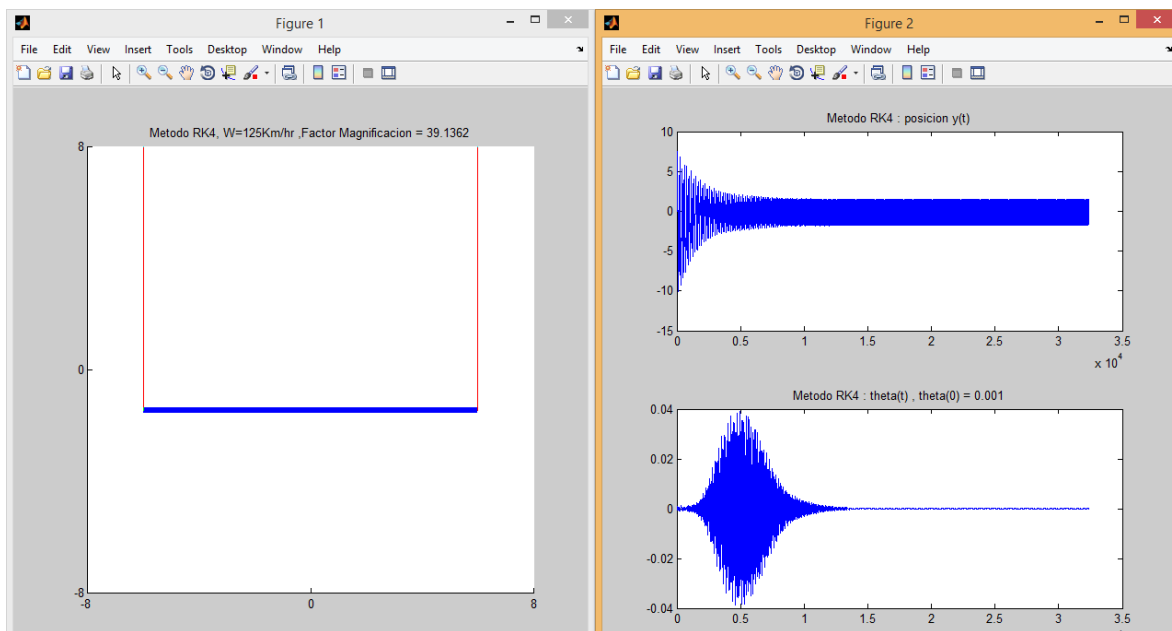 Figure 1
File Edit View Insert Tools Desktop Window Help
Metodo RK4, W=125Km/hr ,Factor Magnificacion = 39.1362
8
0
-8
-8 0 8
Figure 2
File Edit View Insert Tools Desktop Window Help
Metodo RK4 : posicion y(t)
10
5
0
-5
-10
-15
0 0.5 1 1.5 2 2.5 3 3.5
x 10^4
Metodo RK4 : theta(t) , theta(0) = 0.001
0.04
0.02
0
-0.02
-0.04
0 0.5 1 1.5 2 2.5 3 3.5